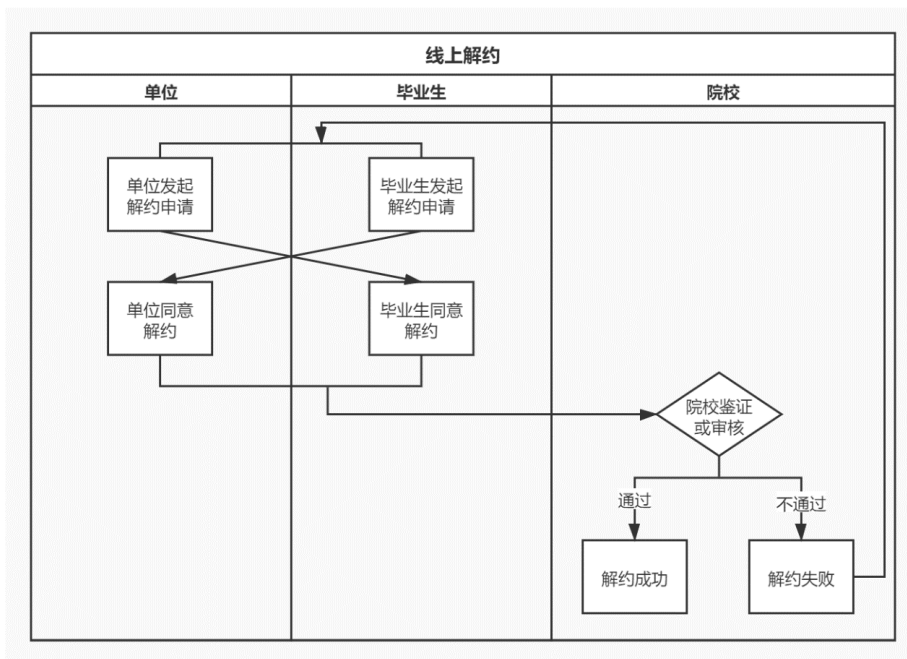 线上解约
单位
毕业生
院校
单位发起
解约申请
毕业生发起
解约申请
单位同意
解约
毕业生同意
解约
院校鉴证
或审核
通过
不通过
解约成功
解约失败